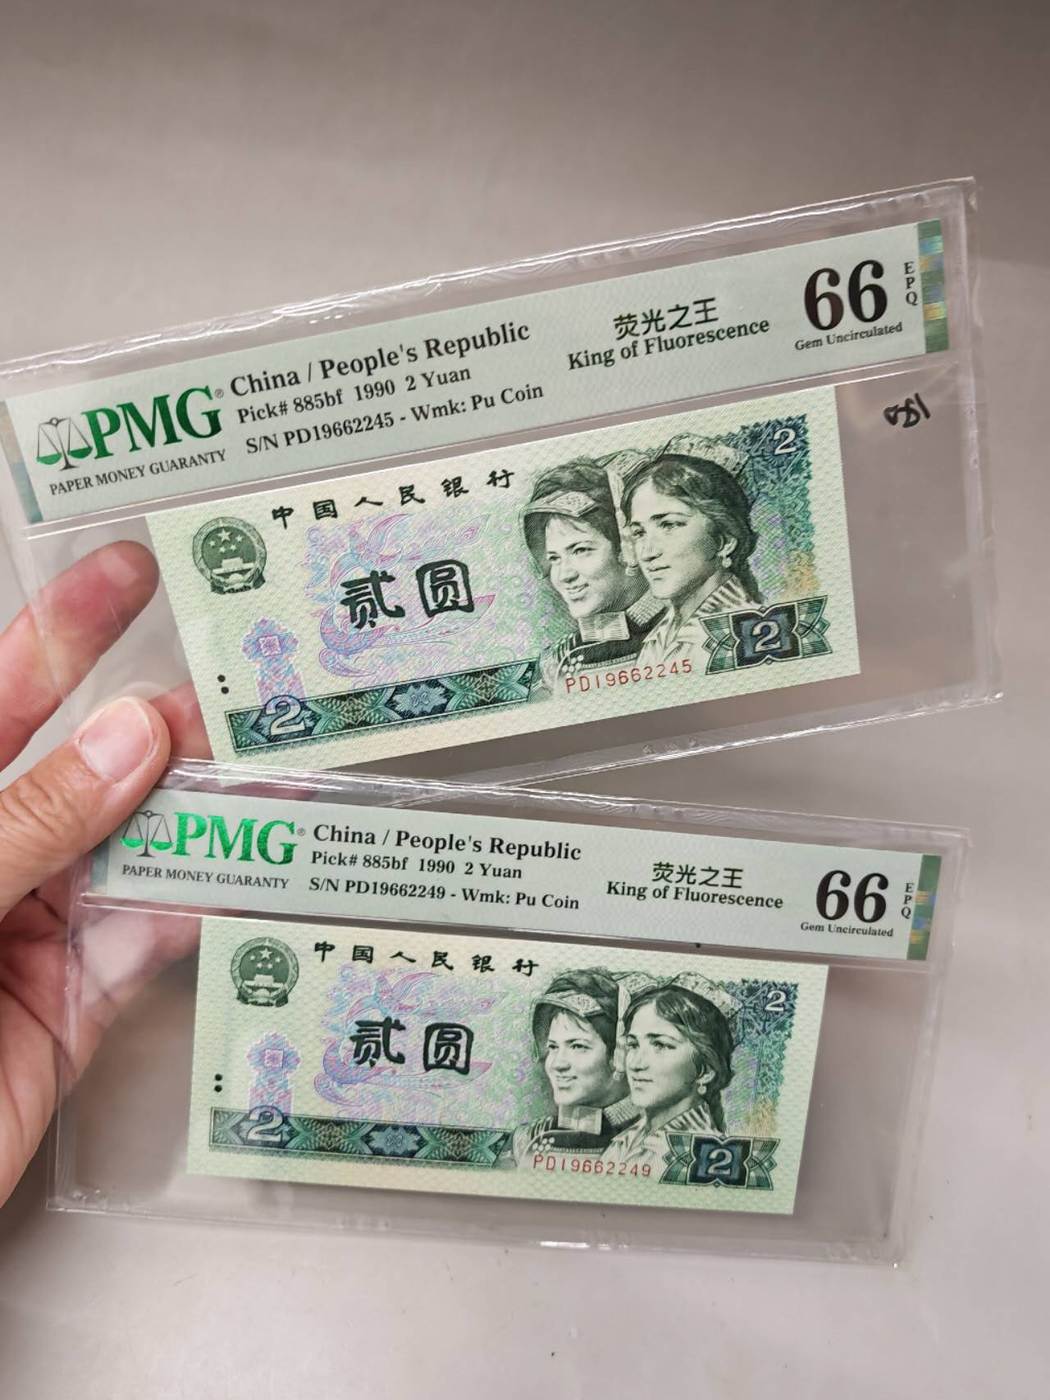 PMG®
PAPER MONEY GUARANTY
China / People's Republic
Pick# 885bf 1990 2 Yuan
S/N PD19662245 - Wmk: Pu Coin
荧光之王
King of Fluorescence
66
EPQ
Gem Uncirculated
中国人民银行
2
贰圆
PD19662245
2
2
PMG®
PAPER MONEY GUARANTY
China / People's Republic
Pick# 885bf 1990 2 Yuan
S/N PD19662249 - Wmk: Pu Coin
荧光之王
King of Fluorescence
66
EPQ
Gem Uncirculated
中国人民银行
2
贰圆
PD19662249
2
2